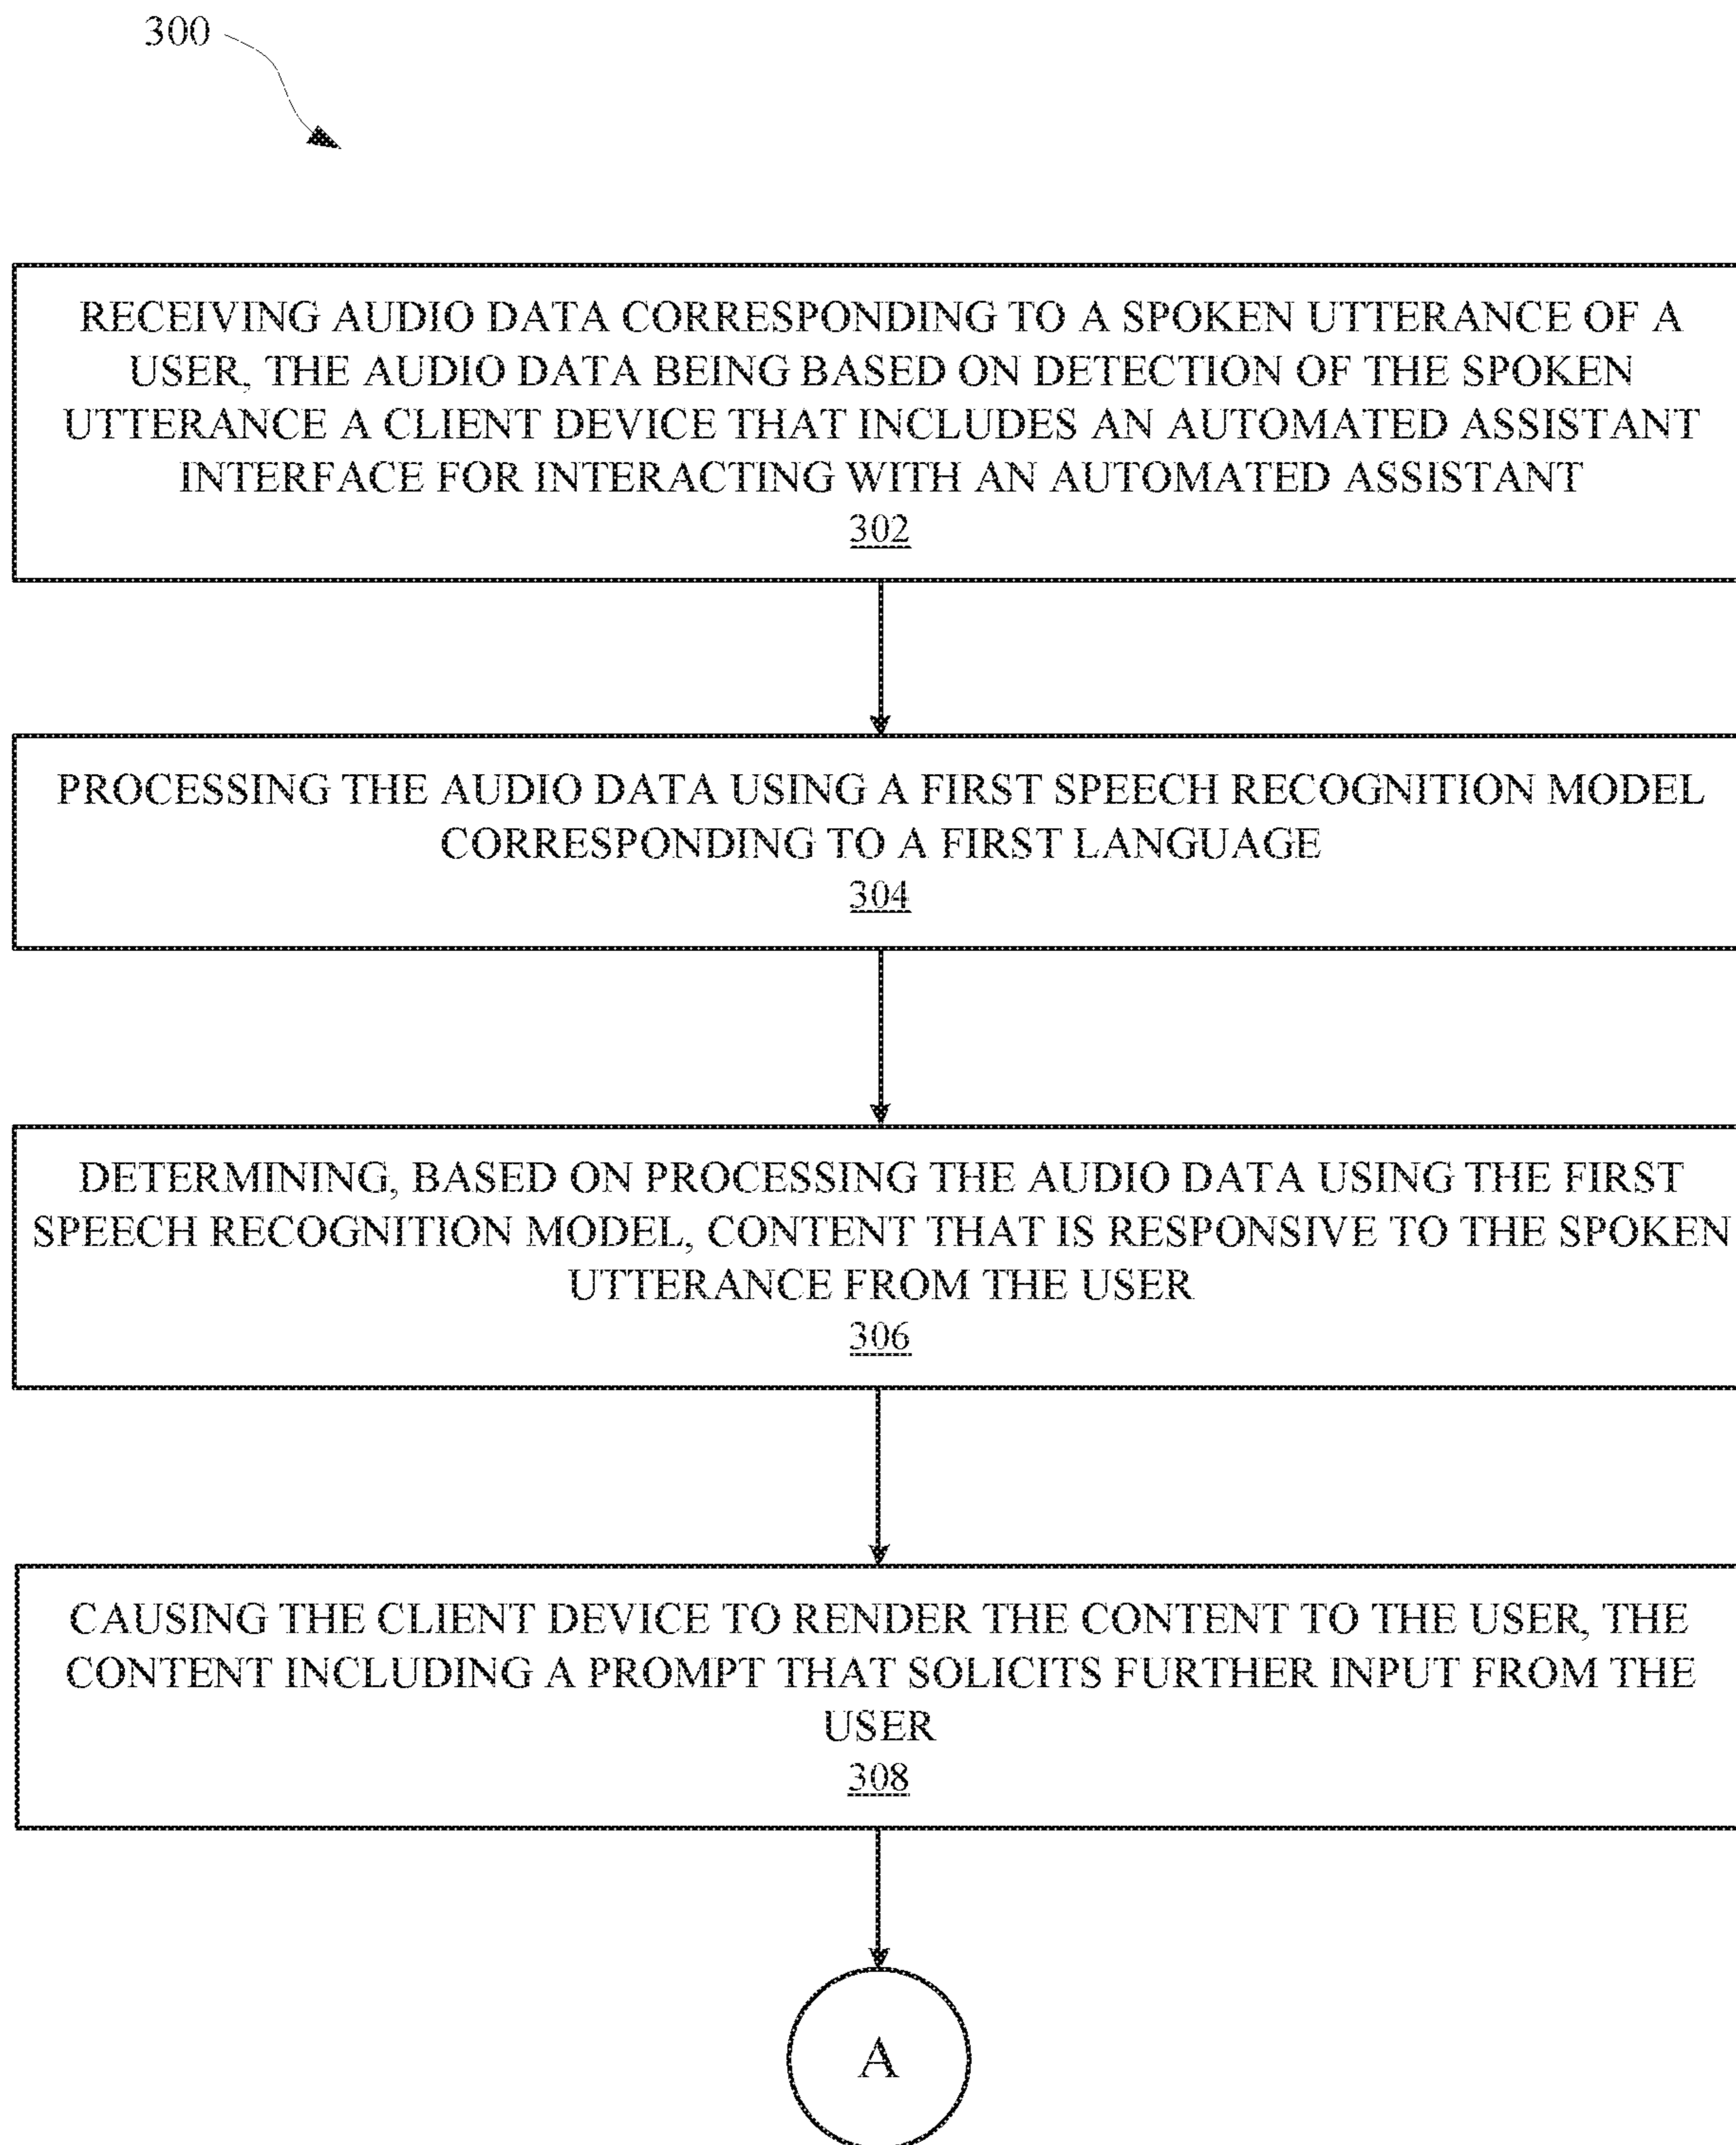 300
RECEIVING AUDIO DATA CORRESPONDING TO A SPOKEN UTTERANCE OF A
USER, THE AUDIO DATA BEING BASED ON DETECTION OF THE SPOKEN
UTTERANCE A CLIENT DEVICE THAT INCLUDES AN AUTOMATED ASSISTANT
INTERFACE FOR INTERACTING WITH AN AUTOMATED ASSISTANT
302
PROCESSING THE AUDIO DATA USING A FIRST SPEECH RECOGNITION MODEL
CORRESPONDING TO A FIRST LANGUAGE
304
DETERMINING, BASED ON PROCESSING THE AUDIO DATA USING THE FIRST
SPEECH RECOGNITION MODEL, CONTENT THAT IS RESPONSIVE TO THE SPOKEN
UTTERANCE FROM THE USER
306
CAUSING THE CLIENT DEVICE TO RENDER THE CONTENT TO THE USER, THE
CONTENT INCLUDING A PROMPT THAT SOLICITS FURTHER INPUT FROM THE
USER
308
A